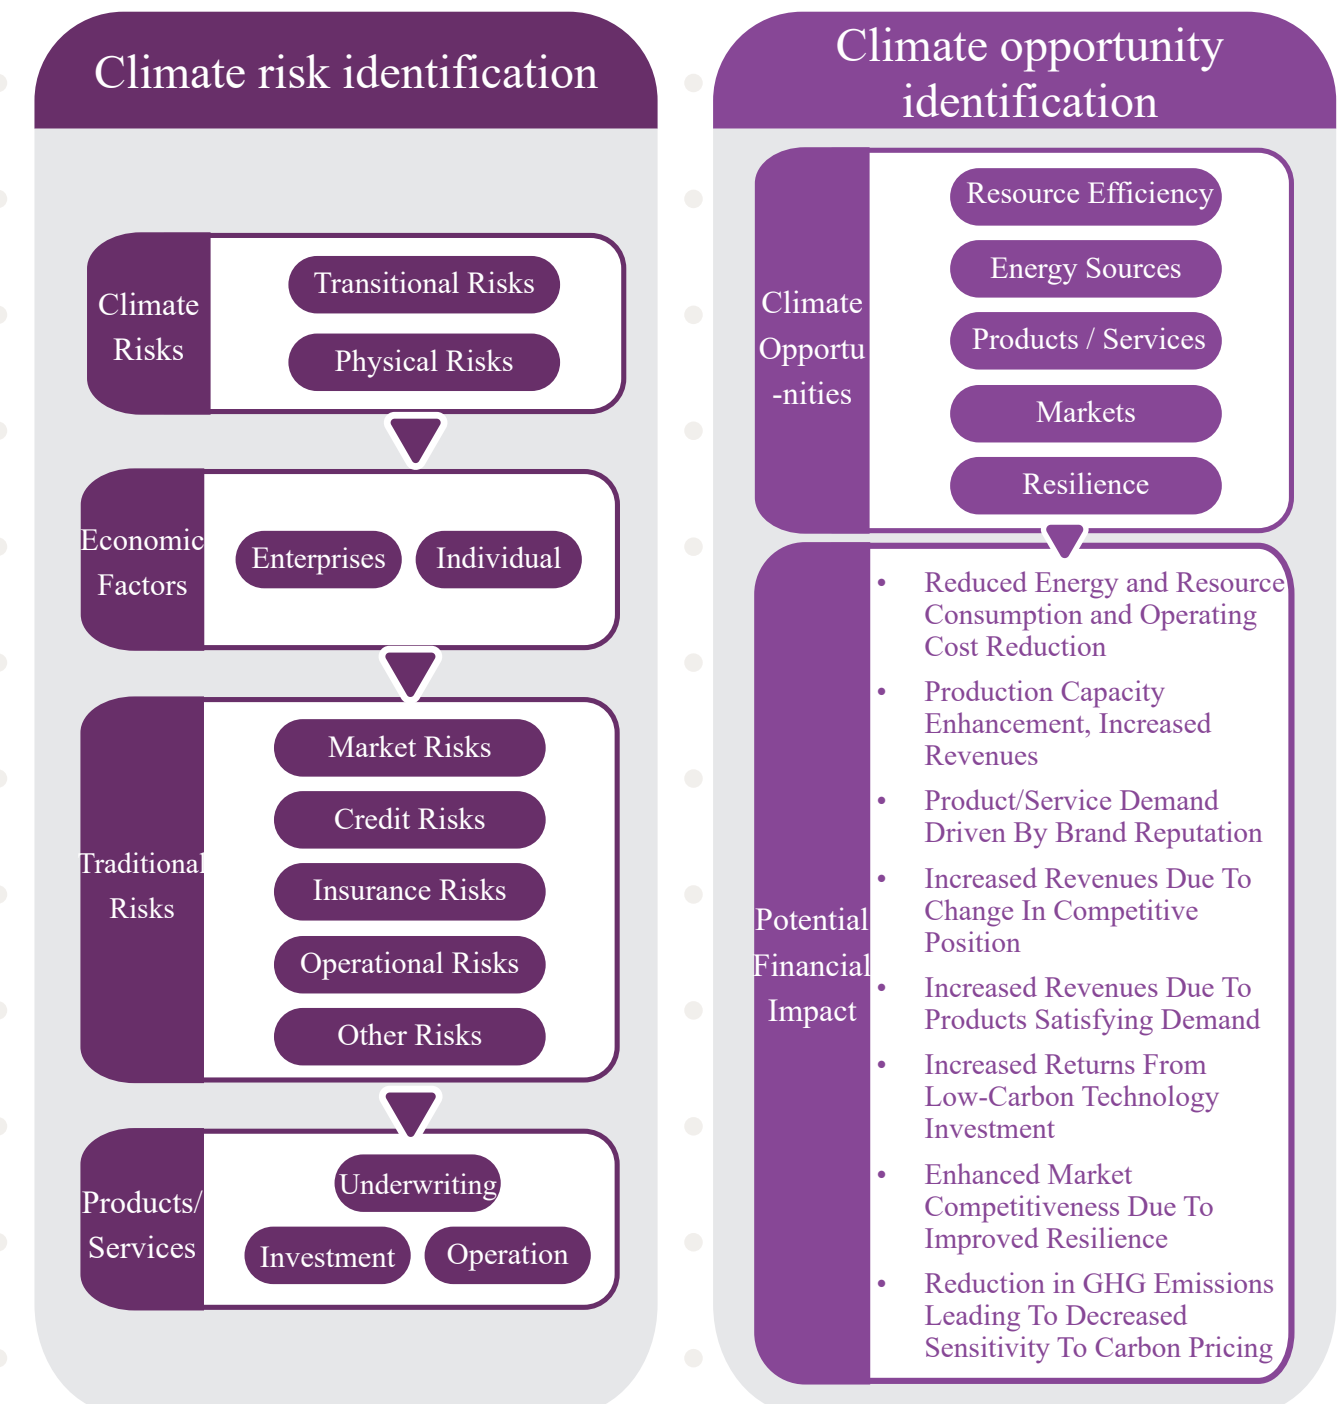 Climate risk identification
Climate
Risks
Transitional Risks
Physical Risks
Economic
Factors
Enterprises
Individual
Traditional
Risks
Market Risks
Credit Risks
Insurance Risks
Operational Risks
Other Risks
Products/
Services
Underwriting
Investment
Operation
Climate opportunity
identification
Climate
Opportu
-nities
Resource Efficiency
Energy Sources
Products / Services
Markets
Resilience
Potential
Financial
Impact
• Reduced Energy and Resource
Consumption and Operating
Cost Reduction
• Production Capacity
Enhancement, Increased
Revenues
• Product/Service Demand
Driven By Brand Reputation
• Increased Revenues Due To
Change In Competitive
Position
• Increased Revenues Due To
Products Satisfying Demand
• Increased Returns From
Low-Carbon Technology
Investment
• Enhanced Market
Competitiveness Due To
Improved Resilience
• Reduction in GHG Emissions
Leading To Decreased
Sensitivity To Carbon Pricing